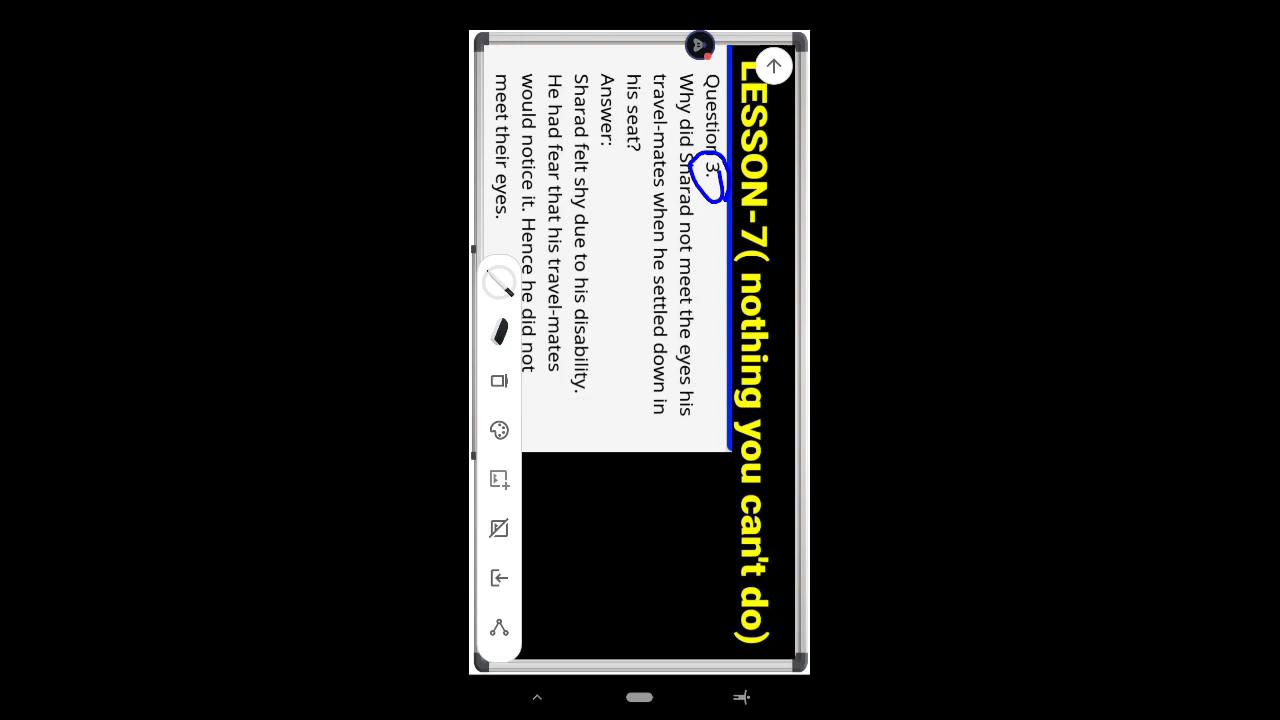 LESSON-7( nothing you can't do)
Question 3.
Why did Sharad not meet the eyes his
travel-mates when he settled down in
his seat?
Answer:
Sharad felt shy due to his disability.
He had fear that his travel-mates
would notice it. Hence he did not
meet their eyes.